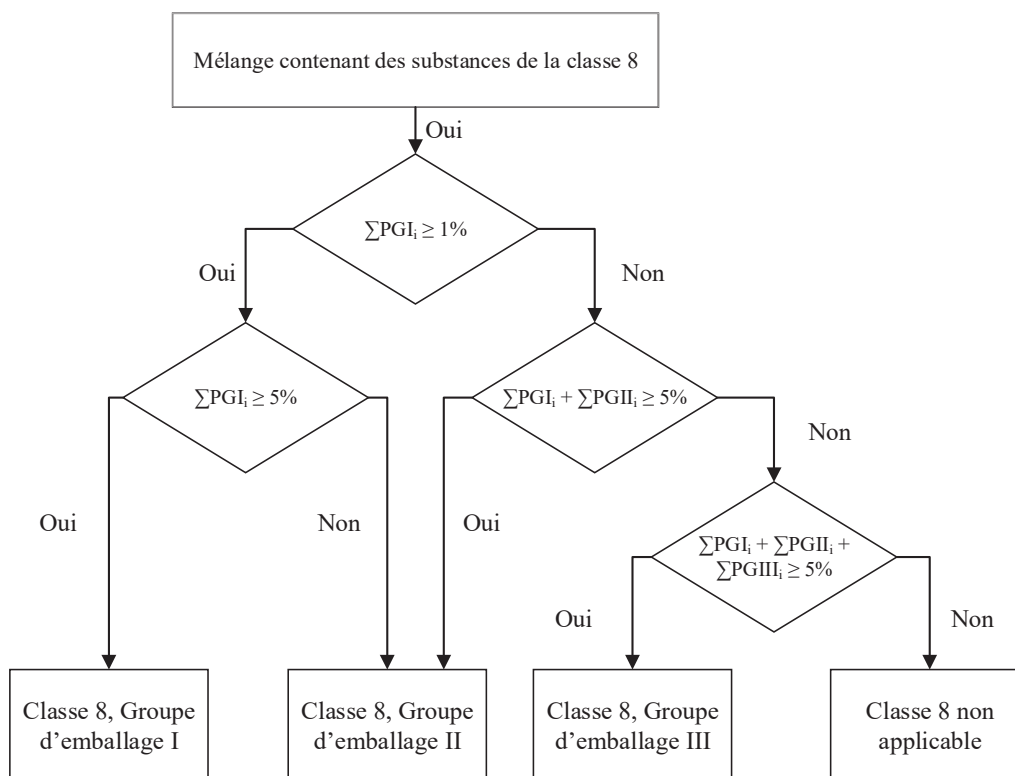 Mélange contenant des substances de la classe 8
Oui
∑PGIᵢ ≥ 1%
Oui
Non
∑PGIᵢ ≥ 5%
∑PGIᵢ + ∑PGIIᵢ ≥ 5%
Non
Oui
Non
Oui
∑PGIᵢ + ∑PGIIᵢ +
∑PGIIIᵢ ≥ 5%
Oui
Non
Classe 8, Groupe
d’emballage I
Classe 8, Groupe
d’emballage II
Classe 8, Groupe
d’emballage III
Classe 8 non
applicable